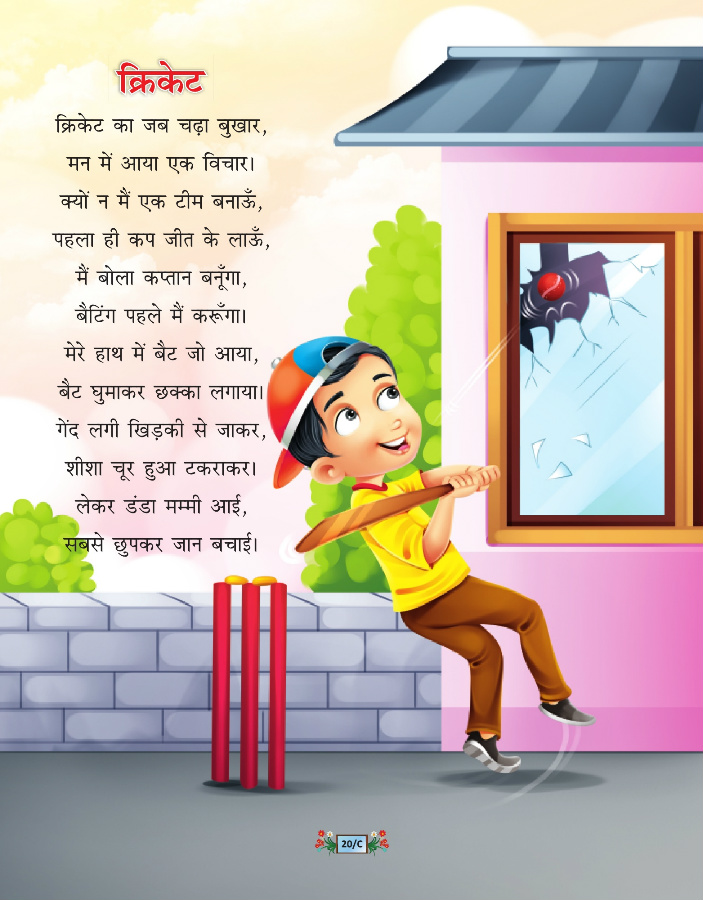 क्रिकेट
क्रिकेट का जब चढ़ा बुखार,
मन में आया एक विचार।
क्यों न मैं एक टीम बनाऊँ,
पहला ही कप जीत के लाऊँ,
मैं बोला कप्तान बनूँगा,
बैटिंग पहले मैं करूँगा।
मेरे हाथ में बैट जो आया,
बैट घुमाकर छक्का लगाया।
गेंद लगी खिड़की से जाकर,
शीशा चूर हुआ टकराकर।
लेकर डंडा मम्मी आई,
सबसे छुपकर जान बचाई।
20/C